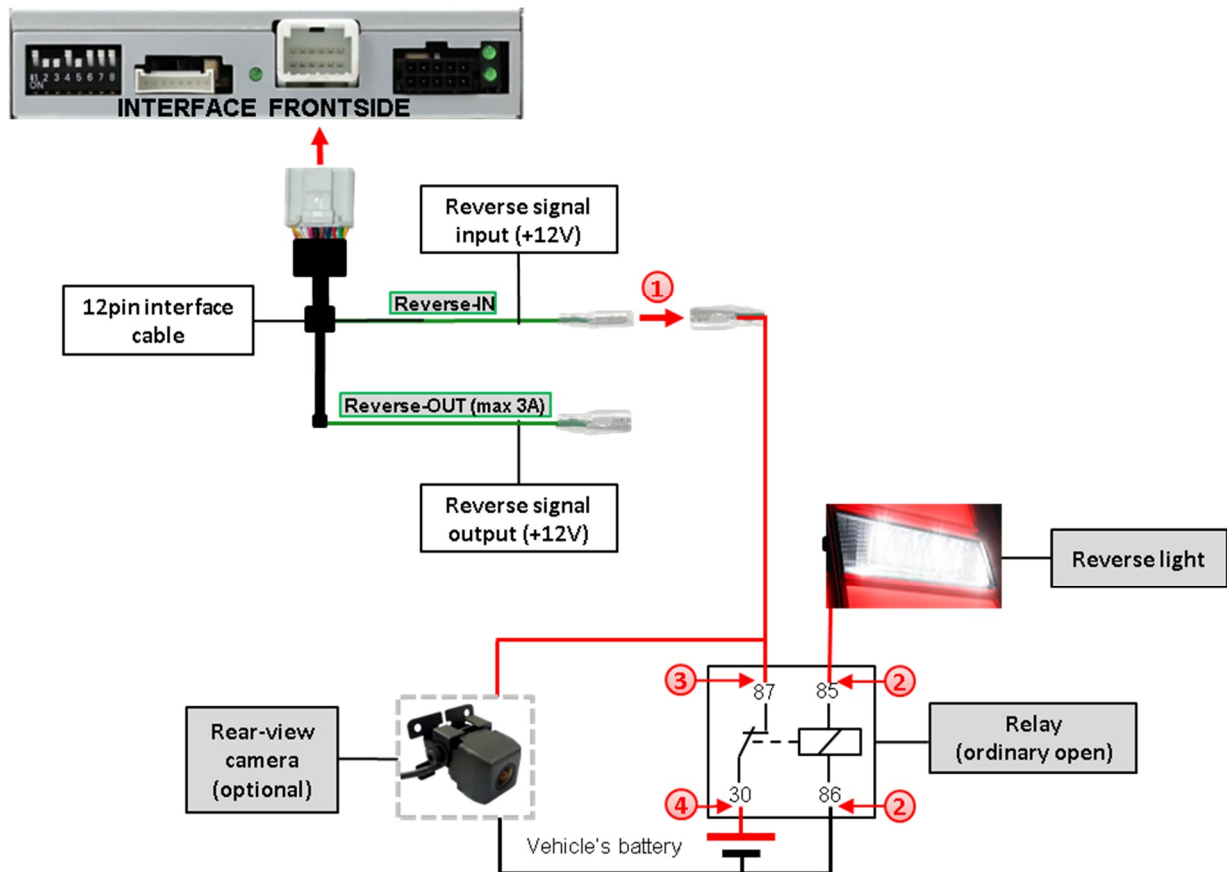 1 2 3 4 5 6 7 8
ON
INTERFACE FRONTSIDE
Reverse signal
input (+12V)
1
12pin interface
cable
Reverse-IN
Reverse-OUT (max 3A)
Reverse signal
output (+12V)
Reverse light
3
87
85
2
Rear-view
camera
(optional)
Relay
(ordinary open)
4
30
86
2
Vehicle's battery